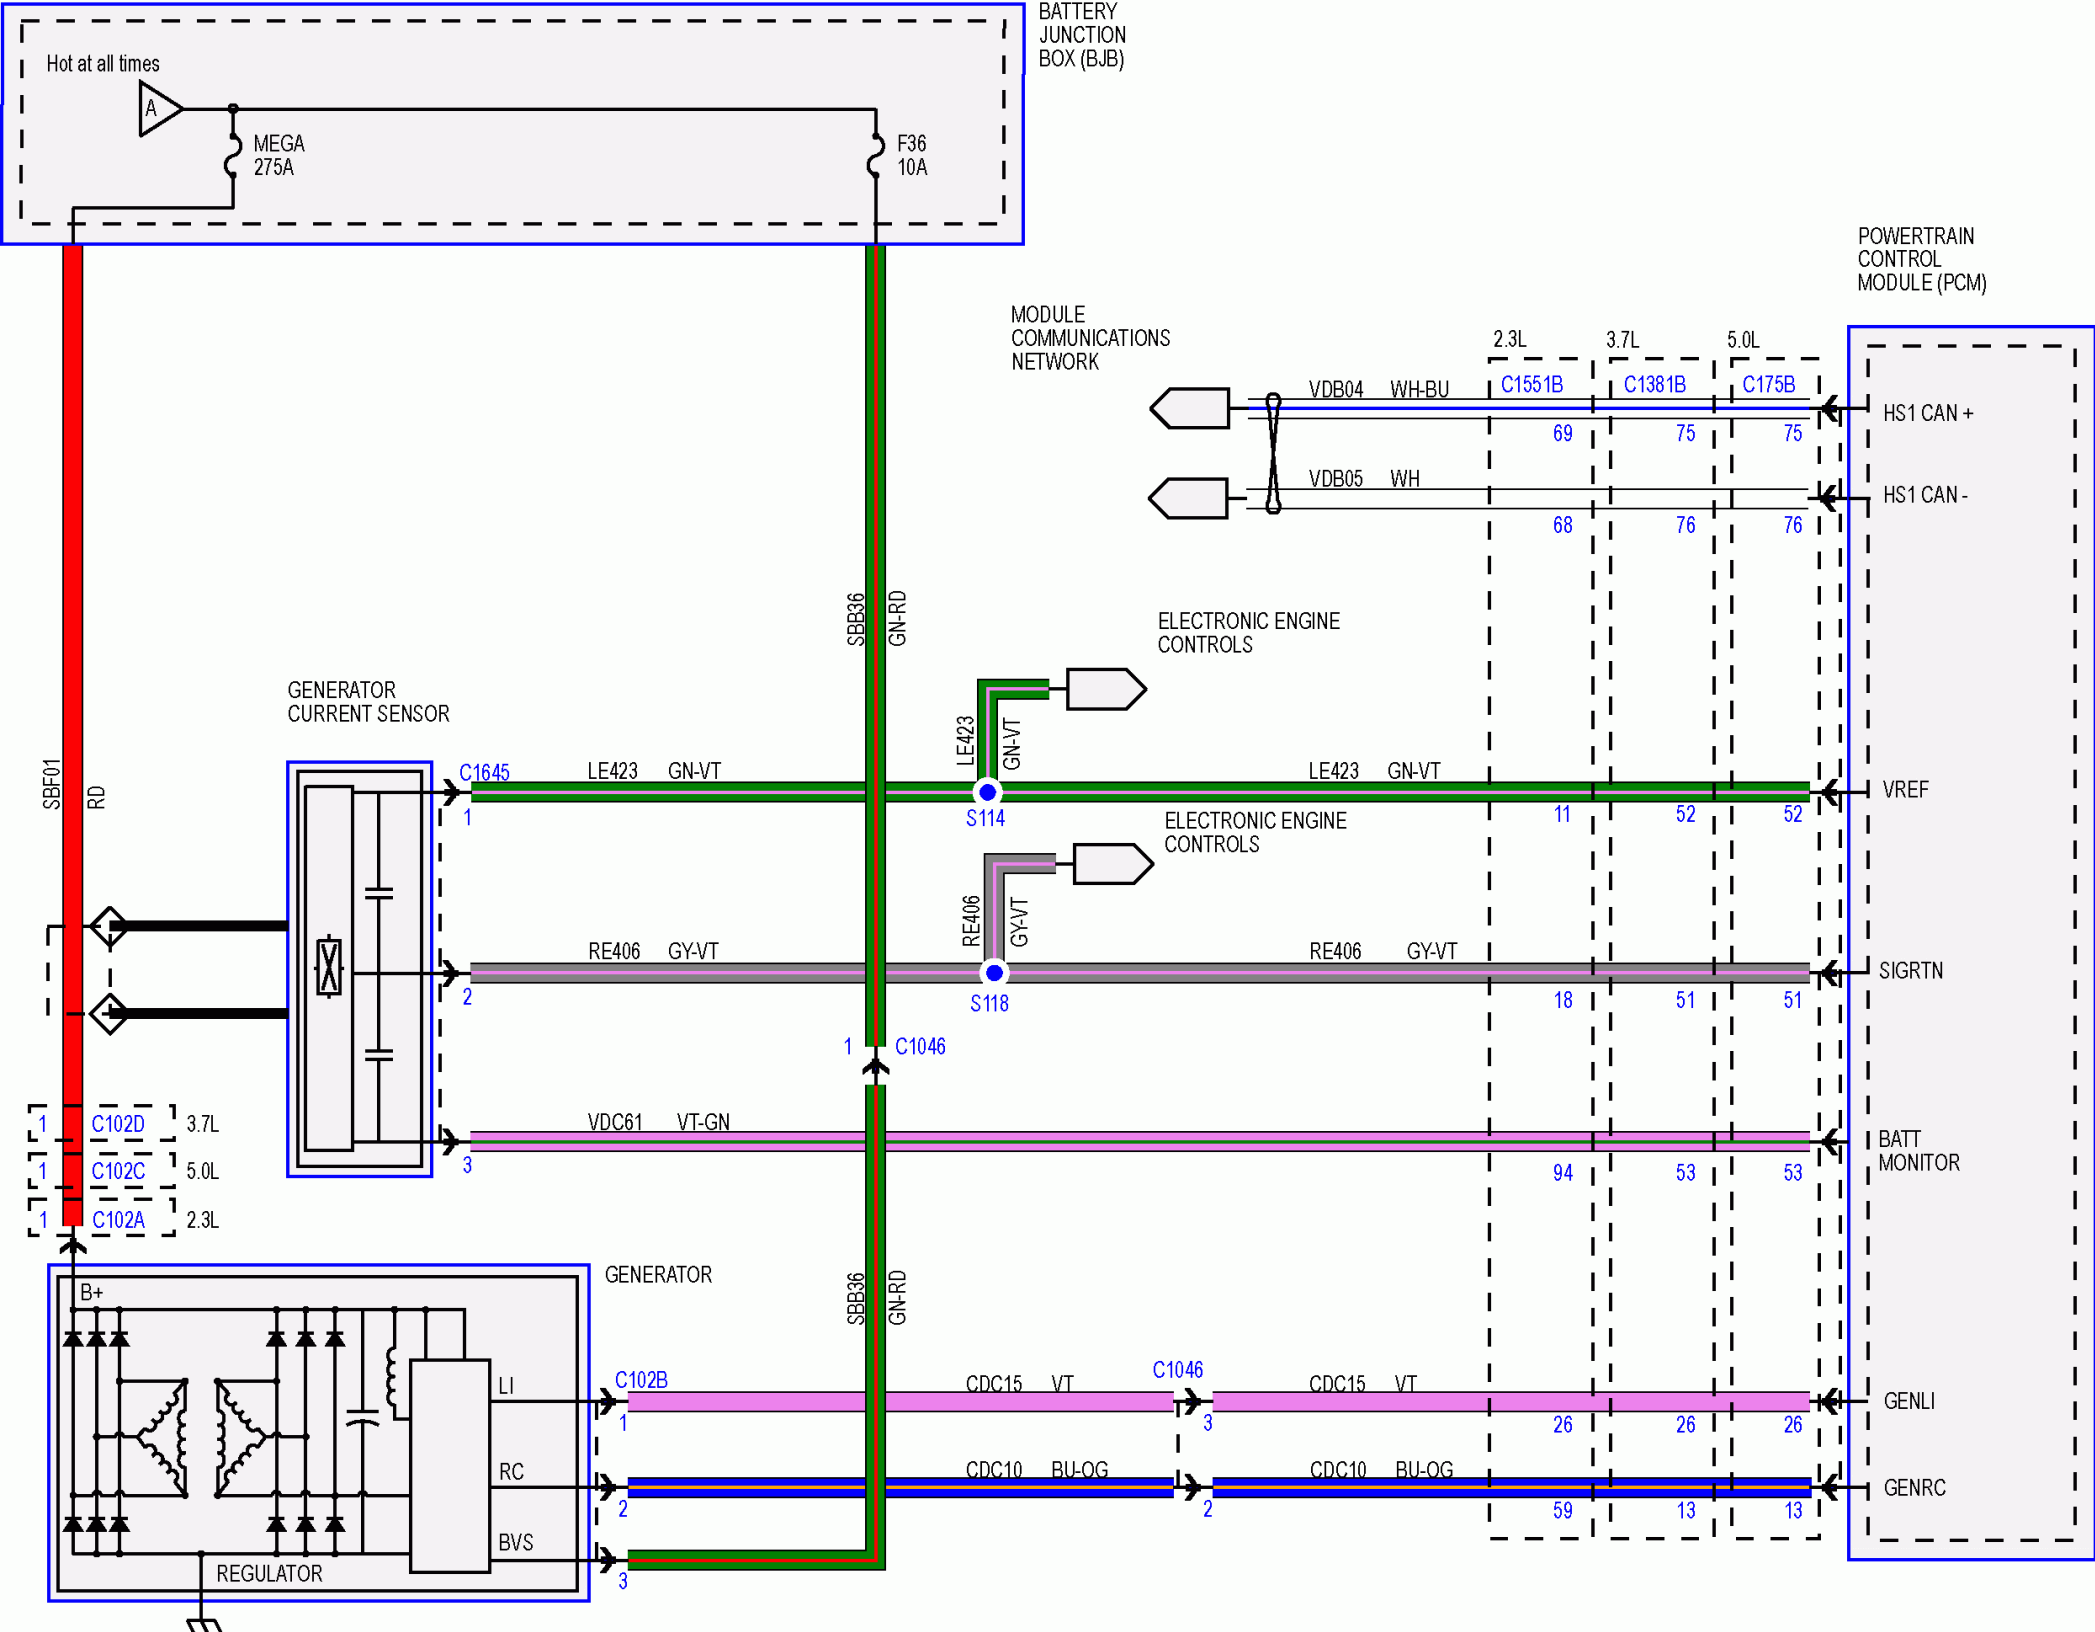 BATTERY
JUNCTION
BOX (BJB)
Hot at all times
A
MEGA
275A
F36
10A
POWERTRAIN
CONTROL
MODULE (PCM)
MODULE
COMMUNICATIONS
NETWORK
2.3L
3.7L
5.0L
VDB04 WH-BU
C1551B
C1381B
C175B
HS1 CAN +
69
75
75
VDB05 WH
HS1 CAN -
68
76
76
SBB36
GN-RD
ELECTRONIC ENGINE
CONTROLS
GENERATOR
CURRENT SENSOR
LE423
GN-VT
SBF01
RD
C1645
LE423 GN-VT
LE423 GN-VT
VREF
1
S114
11
52
52
ELECTRONIC ENGINE
CONTROLS
RE406
GY-VT
RE406 GY-VT
RE406 GY-VT
SIGRTN
2
S118
18
51
51
1 C1046
1 C102D 3.7L
VDC61 VT-GN
BATT
MONITOR
3
94
53
53
1 C102C 5.0L
1 C102A 2.3L
GENERATOR
B+
SBB36
GN-RD
LI
C102B
CDC15 VT
C1046
CDC15 VT
GENLI
1
3
26
26
26
RC
CDC10 BU-OG
CDC10 BU-OG
GENRC
2
2
59
13
13
BVS
REGULATOR
3